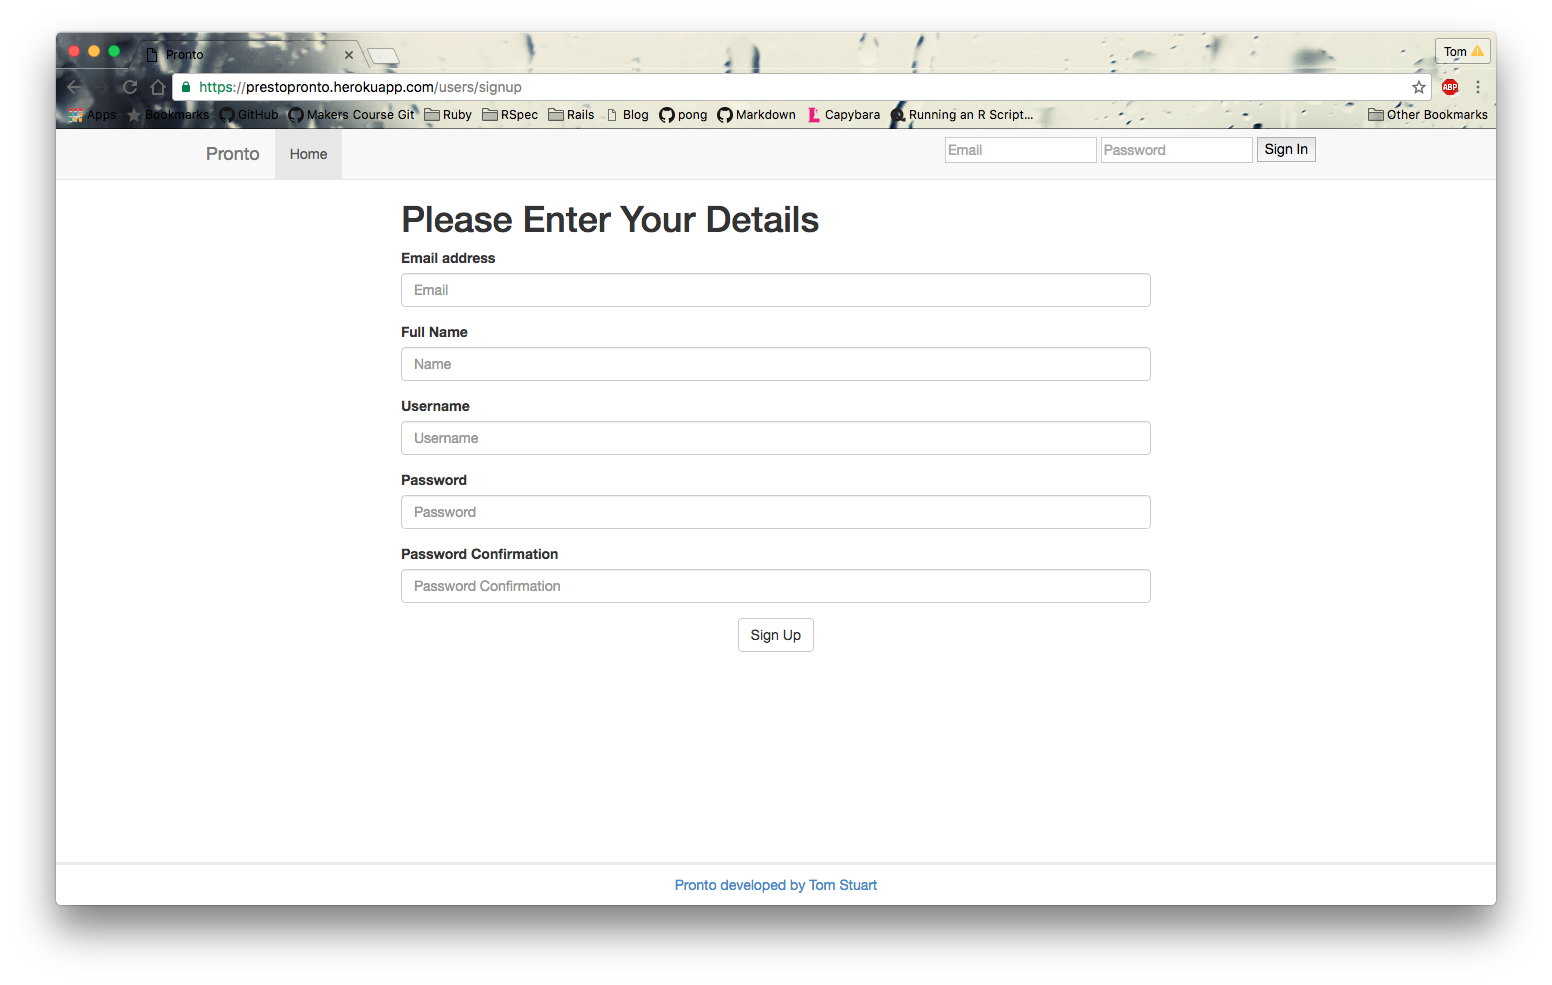 Pronto
Tom
https://prestopronto.herokuapp.com/users/signup
ABP
Apps Bookmarks GitHub Makers Course Git Ruby RSpec Rails Blog pong Markdown Capybara Running an R Script... Other Bookmarks
Pronto Home Email Password Sign In
Please Enter Your Details
Email address
Email
Full Name
Name
Username
Username
Password
Password
Password Confirmation
Password Confirmation
Sign Up
Pronto developed by Tom Stuart